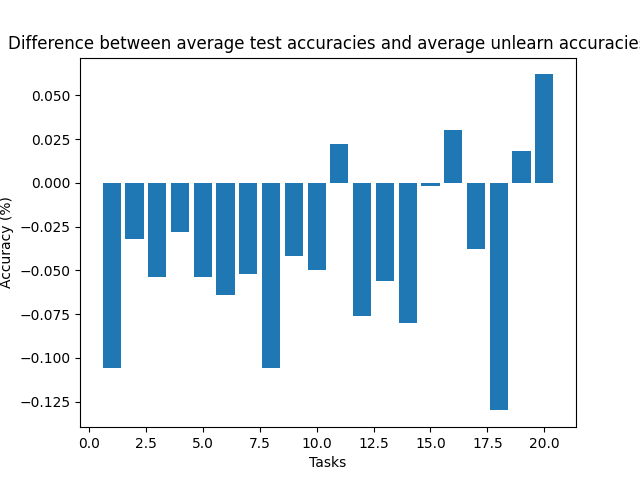 Difference between average test accuracies and average unlearn accuracies
0.050
0.025
0.000
−0.025
−0.050
−0.075
−0.100
−0.125
Accuracy (%)
0.0 2.5 5.0 7.5 10.0 12.5 15.0 17.5 20.0
Tasks